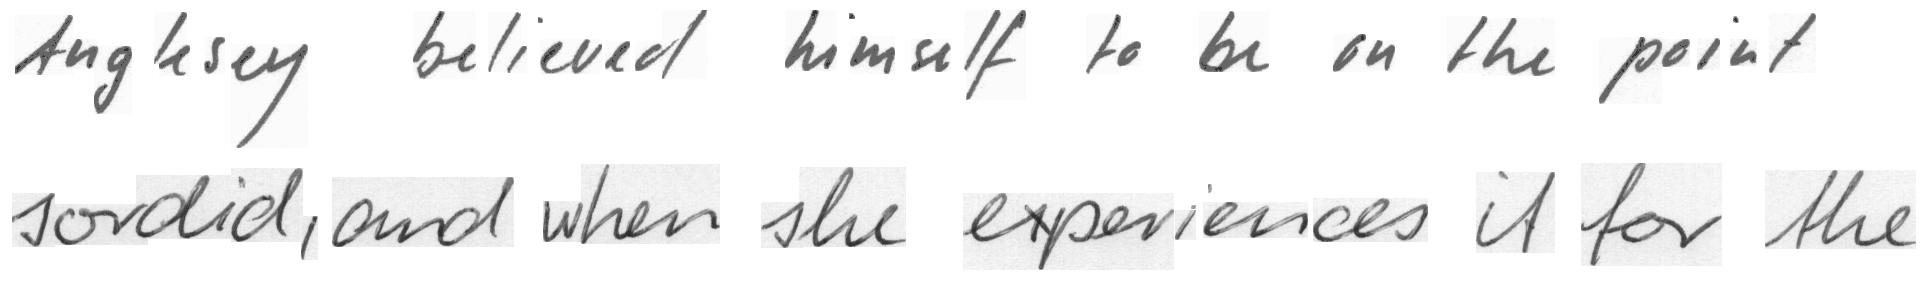 Anglesey believed himself to be on the point
sordid, and when she experiences it for the